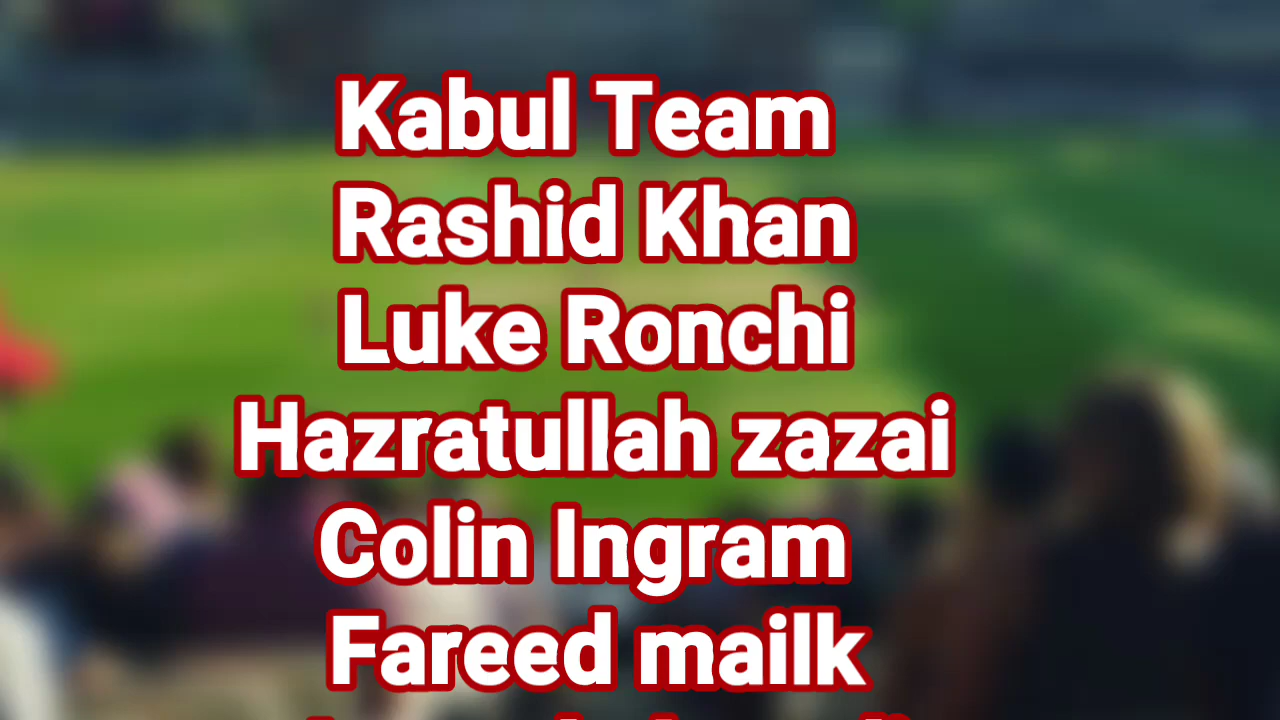 Kabul Team
Rashid Khan
Luke Ronchi
Hazratullah zazai
Colin Ingram
Fareed mailk